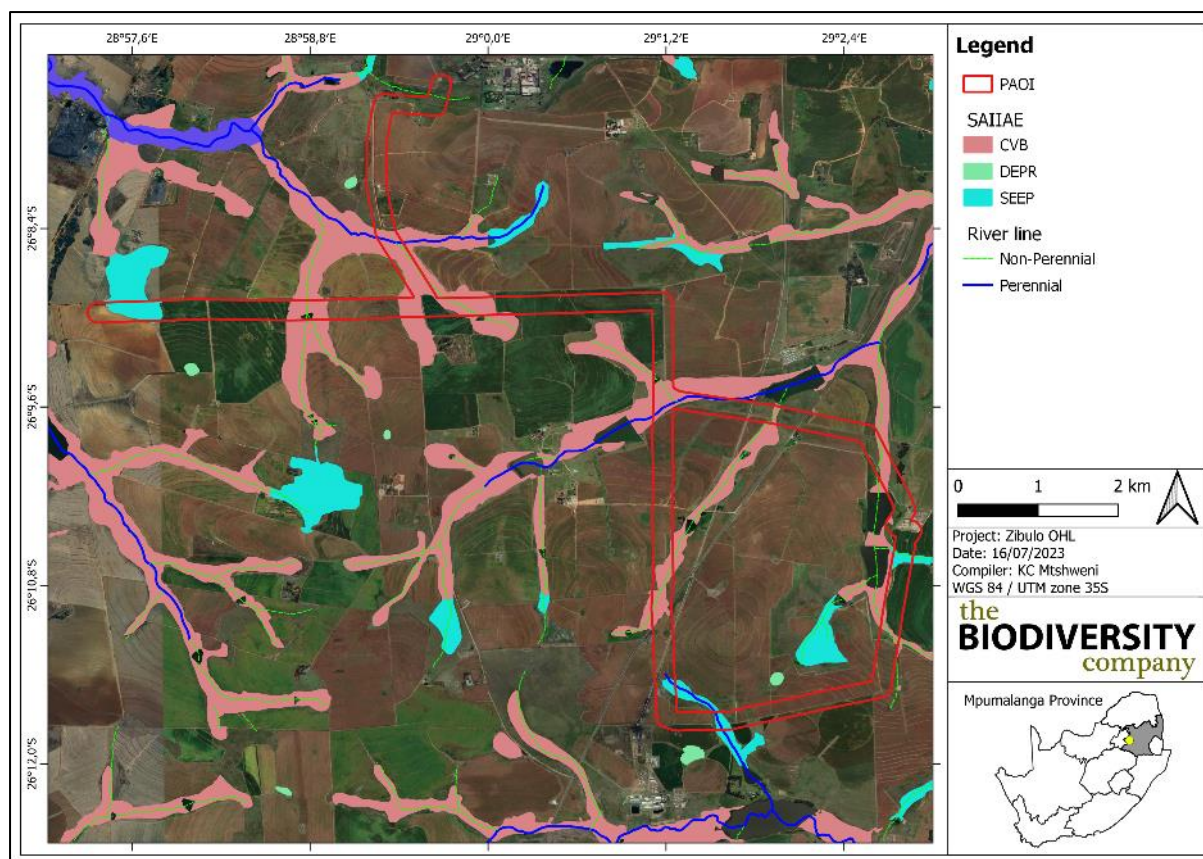 28°57,6'E 28°58,8'E 29°0,0'E 29°1,2'E 29°2,4'E
26°8,4'S
26°9,6'S
26°10,8'S
26°12,0'S
Legend
PAOI
SAIIAE
CVB
DEPR
SEEP
River line
Non-Perennial
Perennial
0 1 2 km
Project: Zibulo OHL
Date: 16/07/2023
Compiler: KC Mtshweni
WGS 84 / UTM zone 35S
the
BIODIVERSITY
company
Mpumalanga Province